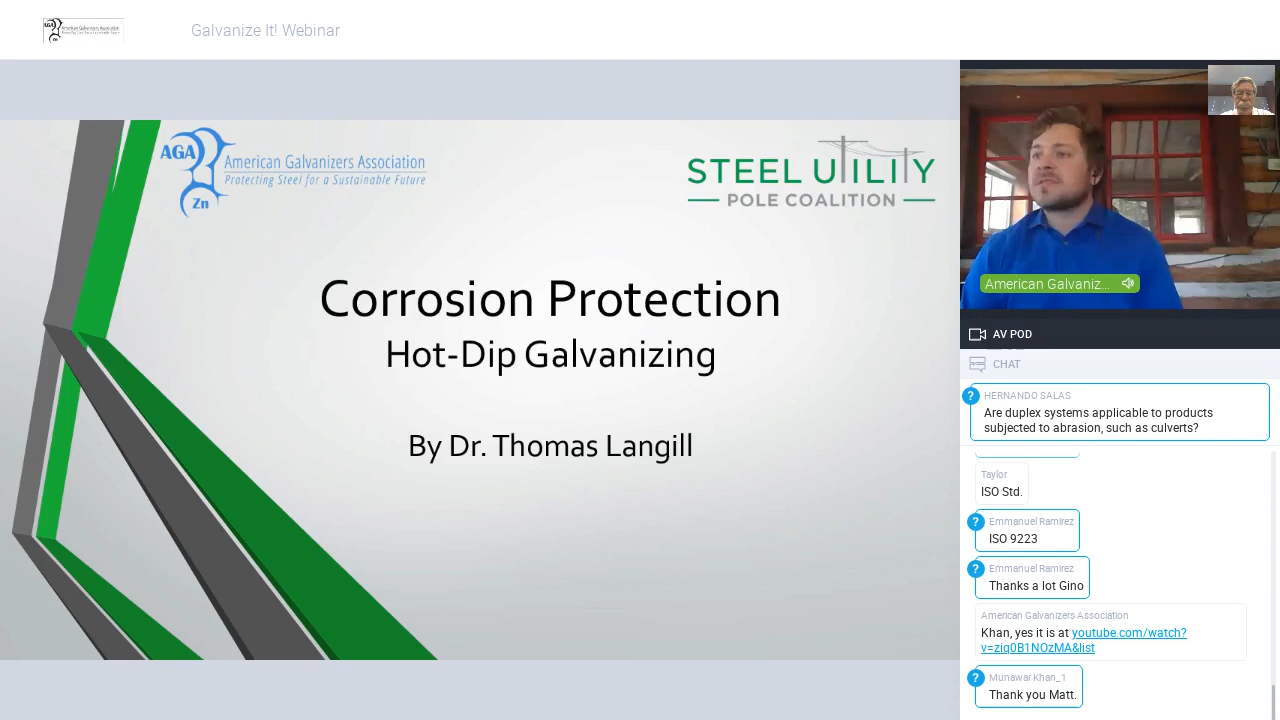 Galvanize It! Webinar
AGA
American Galvanizers Association
Protecting Steel for a Sustainable Future
Zn
STEEL UTILITY
POLE COALITION
Corrosion Protection
Hot-Dip Galvanizing
By Dr. Thomas Langill
American Galvaniz...
AV POD
CHAT
?
HERNANDO SALAS
Are duplex systems applicable to products
subjected to abrasion, such as culverts?
Taylor
ISO Std.
?
Emmanuel Ramirez
ISO 9223
?
Emmanuel Ramirez
Thanks a lot Gino
American Galvanizers Association
Khan, yes it is at youtube.com/watch?
v=ziq0B1NOzMA&list
?
Munawar Khan_1
Thank you Matt.